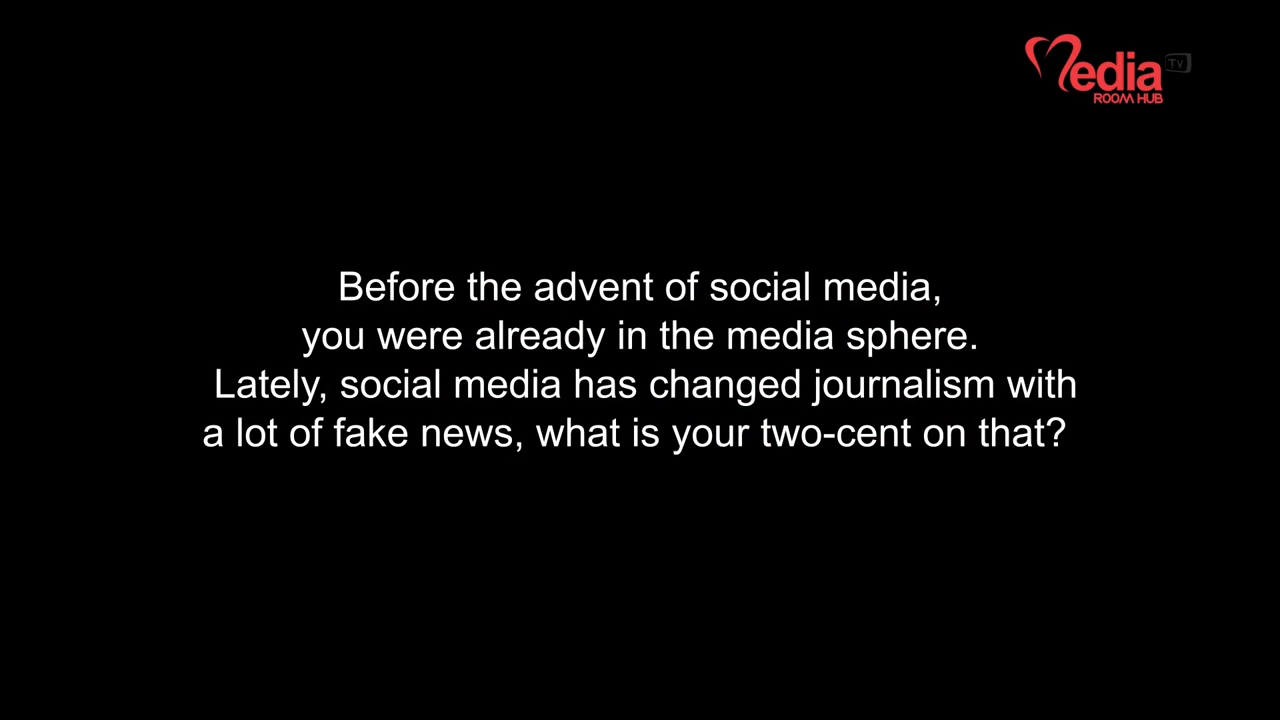 Media TV
ROOM HUB
Before the advent of social media,
you were already in the media sphere.
Lately, social media has changed journalism with
a lot of fake news, what is your two-cent on that?